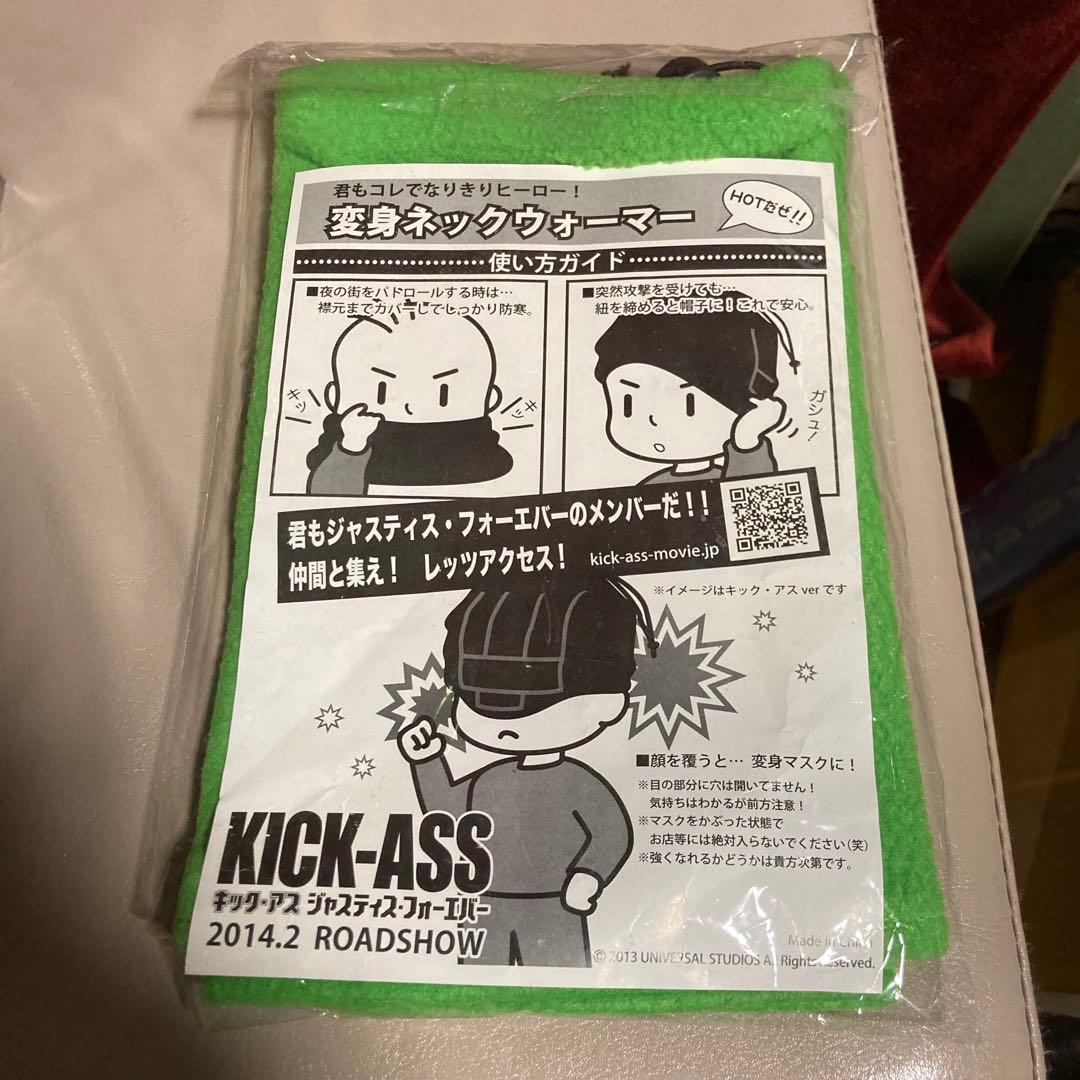 君もコレでなりきりヒーロー！
変身ネックウォーマー
HOTだぜ!!
使い方ガイド
■夜の街をパトロールする時は…
襟元までカバーしてしっかり防寒。
■突然攻撃を受けても…
紐を締めると帽子に！これで安心。
キッ
キッ
ガシュ！
君もジャスティス・フォーエバーのメンバーだ！！
仲間と集え！ レッツアクセス！ kick-ass-movie.jp
※イメージはキック・アス ver です
■顔を覆うと… 変身マスクに！
※目の部分に穴は開いてません！
気持ちはわかるが前方注意！
※マスクをかぶった状態で
お店等には絶対入らないでください（笑）
※強くなれるかどうかは貴方次第です。
KICK-ASS
キック・アス ジャスティス・フォーエバー
2014.2 ROADSHOW
Made in China
© 2013 UNIVERSAL STUDIOS All Rights Reserved.